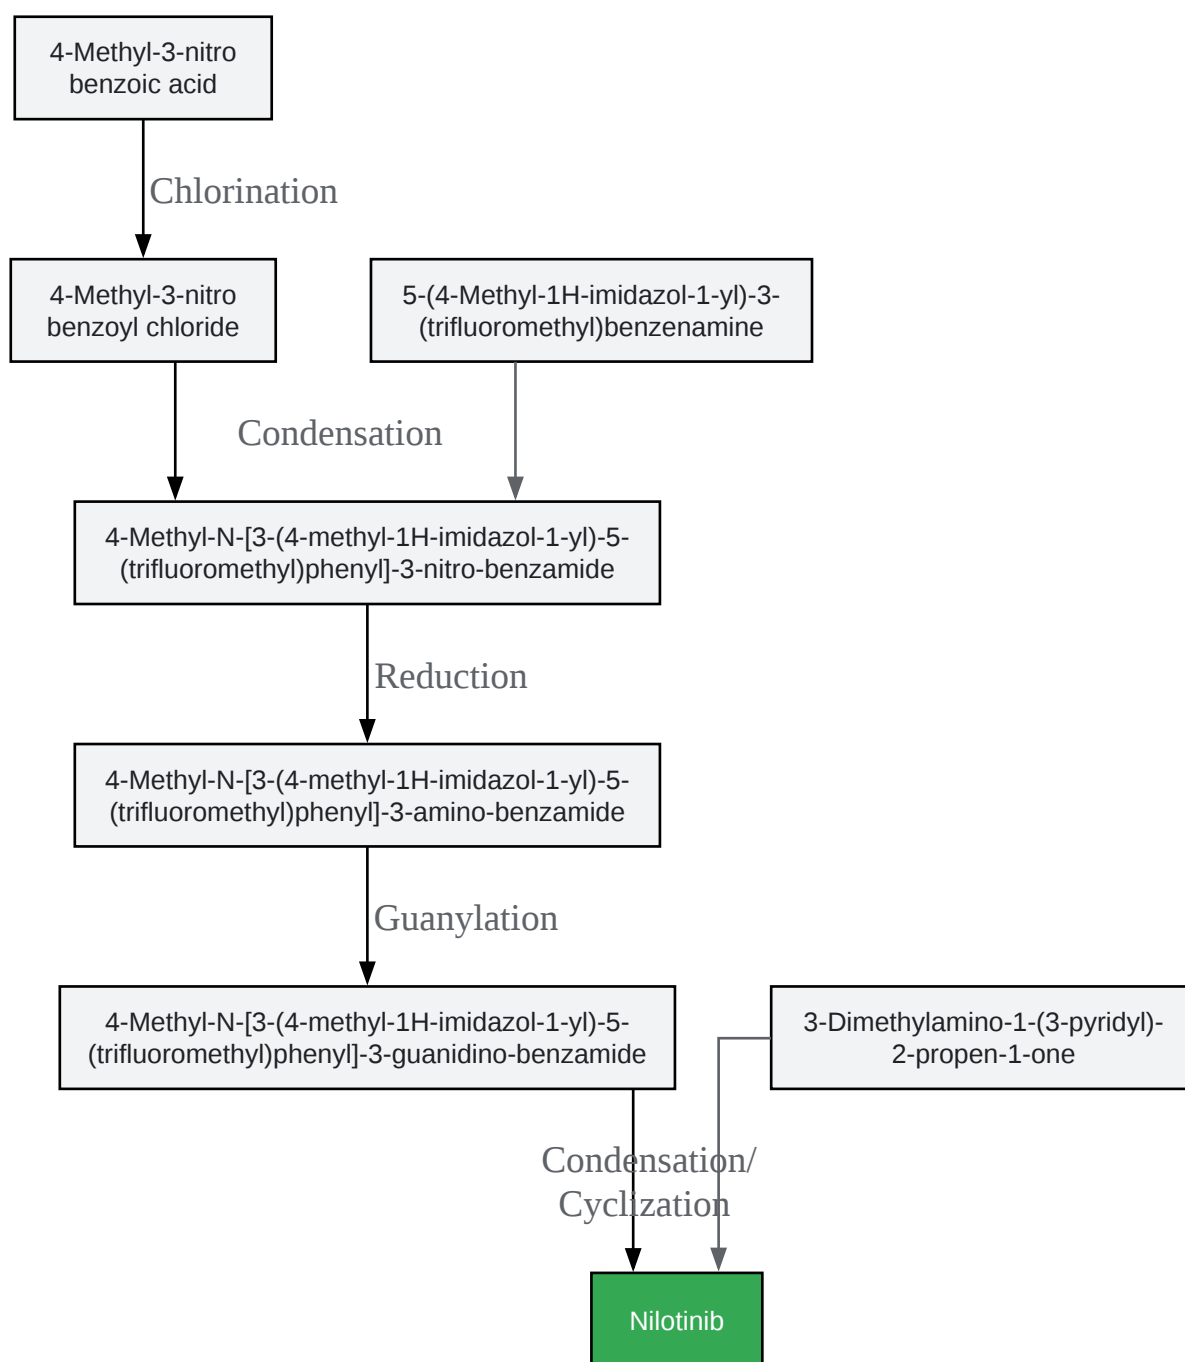 4-Methyl-3-nitro
benzoic acid
Chlorination
4-Methyl-3-nitro
benzoyl chloride
5-(4-Methyl-1H-imidazol-1-yl)-3-
(trifluoromethyl)benzenamine
Condensation
4-Methyl-N-[3-(4-methyl-1H-imidazol-1-yl)-5-
(trifluoromethyl)phenyl]-3-nitro-benzamide
Reduction
4-Methyl-N-[3-(4-methyl-1H-imidazol-1-yl)-5-
(trifluoromethyl)phenyl]-3-amino-benzamide
Guanylation
4-Methyl-N-[3-(4-methyl-1H-imidazol-1-yl)-5-
(trifluoromethyl)phenyl]-3-guanidino-benzamide
3-Dimethylamino-1-(3-pyridyl)-
2-propen-1-one
Condensation/
Cyclization
Nilotinib